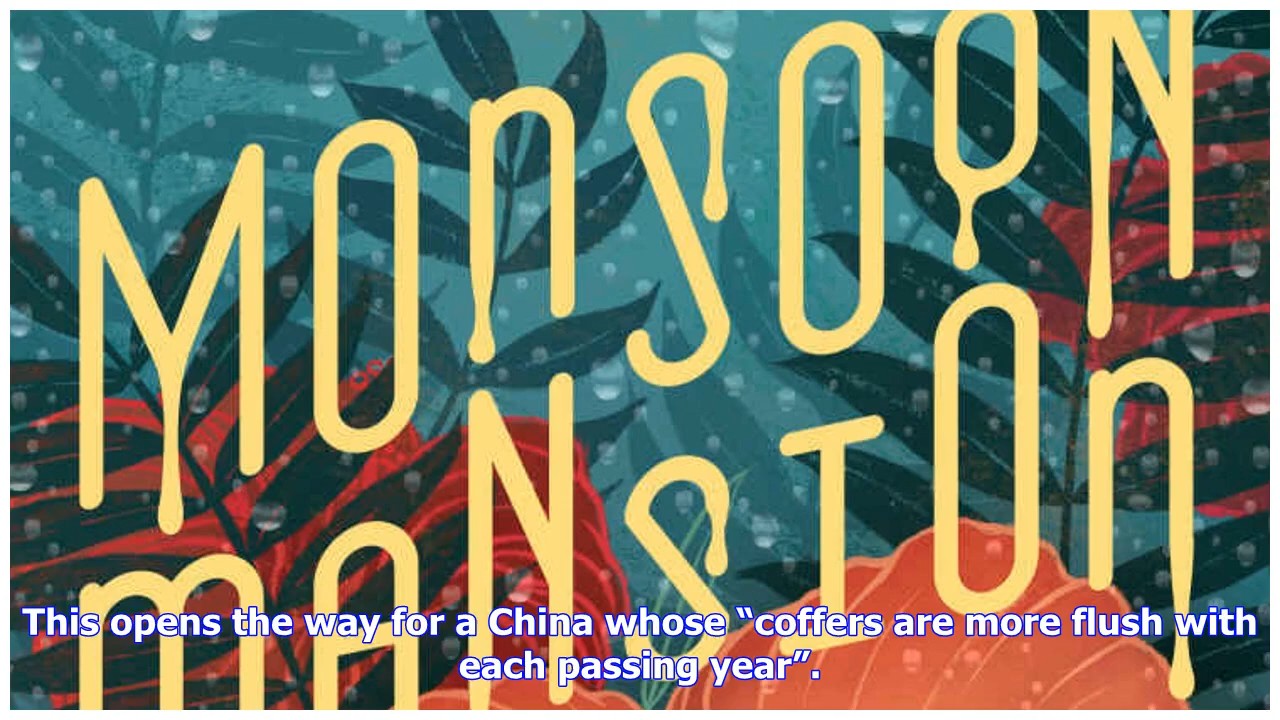 MOnSOON
mANSIOn
This opens the way for a China whose “coffers are more flush with
each passing year”.